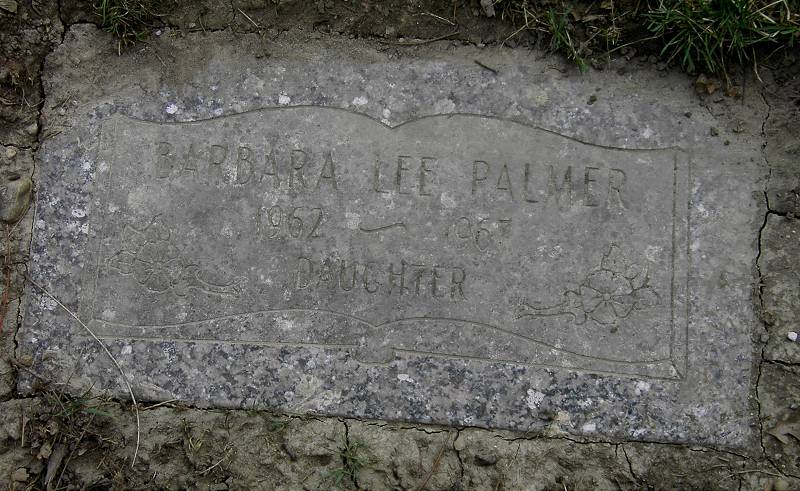 BARBARA LEE PALMER
1962 ~ 1967
DAUGHTER